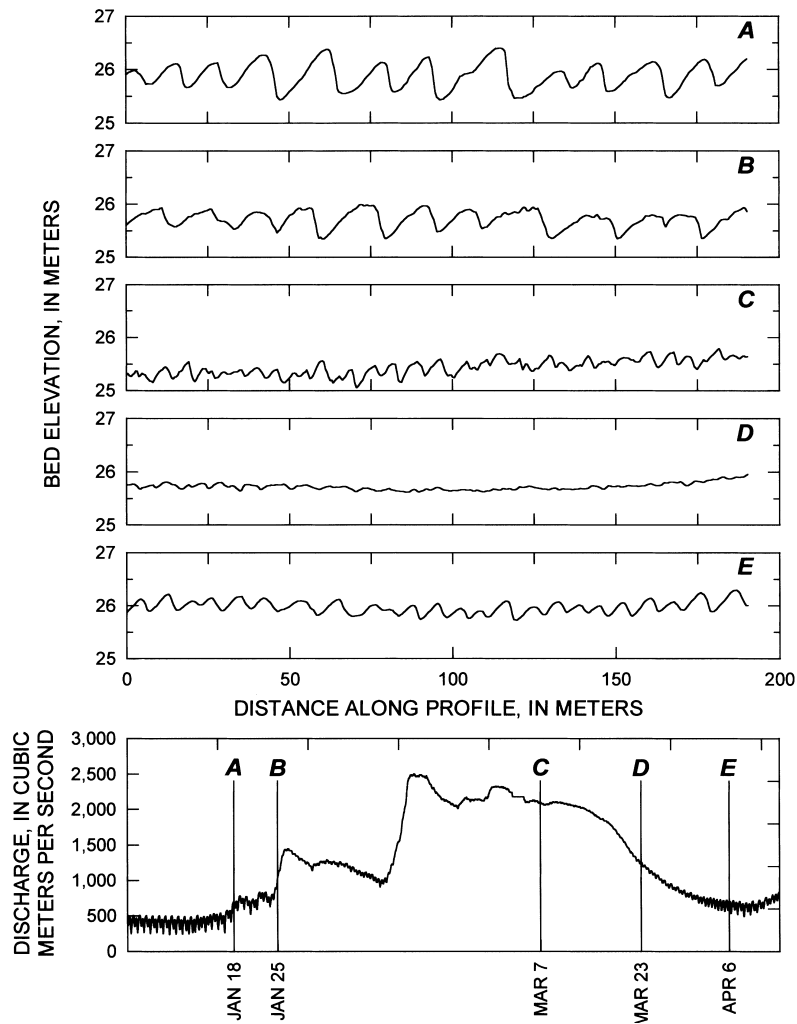 27
A
26
25
27
B
26
25
27
C
26
25
27
D
26
25
27
E
26
25
BED ELEVATION, IN METERS
0 50 100 150 200
DISTANCE ALONG PROFILE, IN METERS
3,000
2,500
2,000
1,500
1,000
500
0
DISCHARGE, IN CUBIC
METERS PER SECOND
A B C D E
JAN 18
JAN 25
MAR 7
MAR 23
APR 6